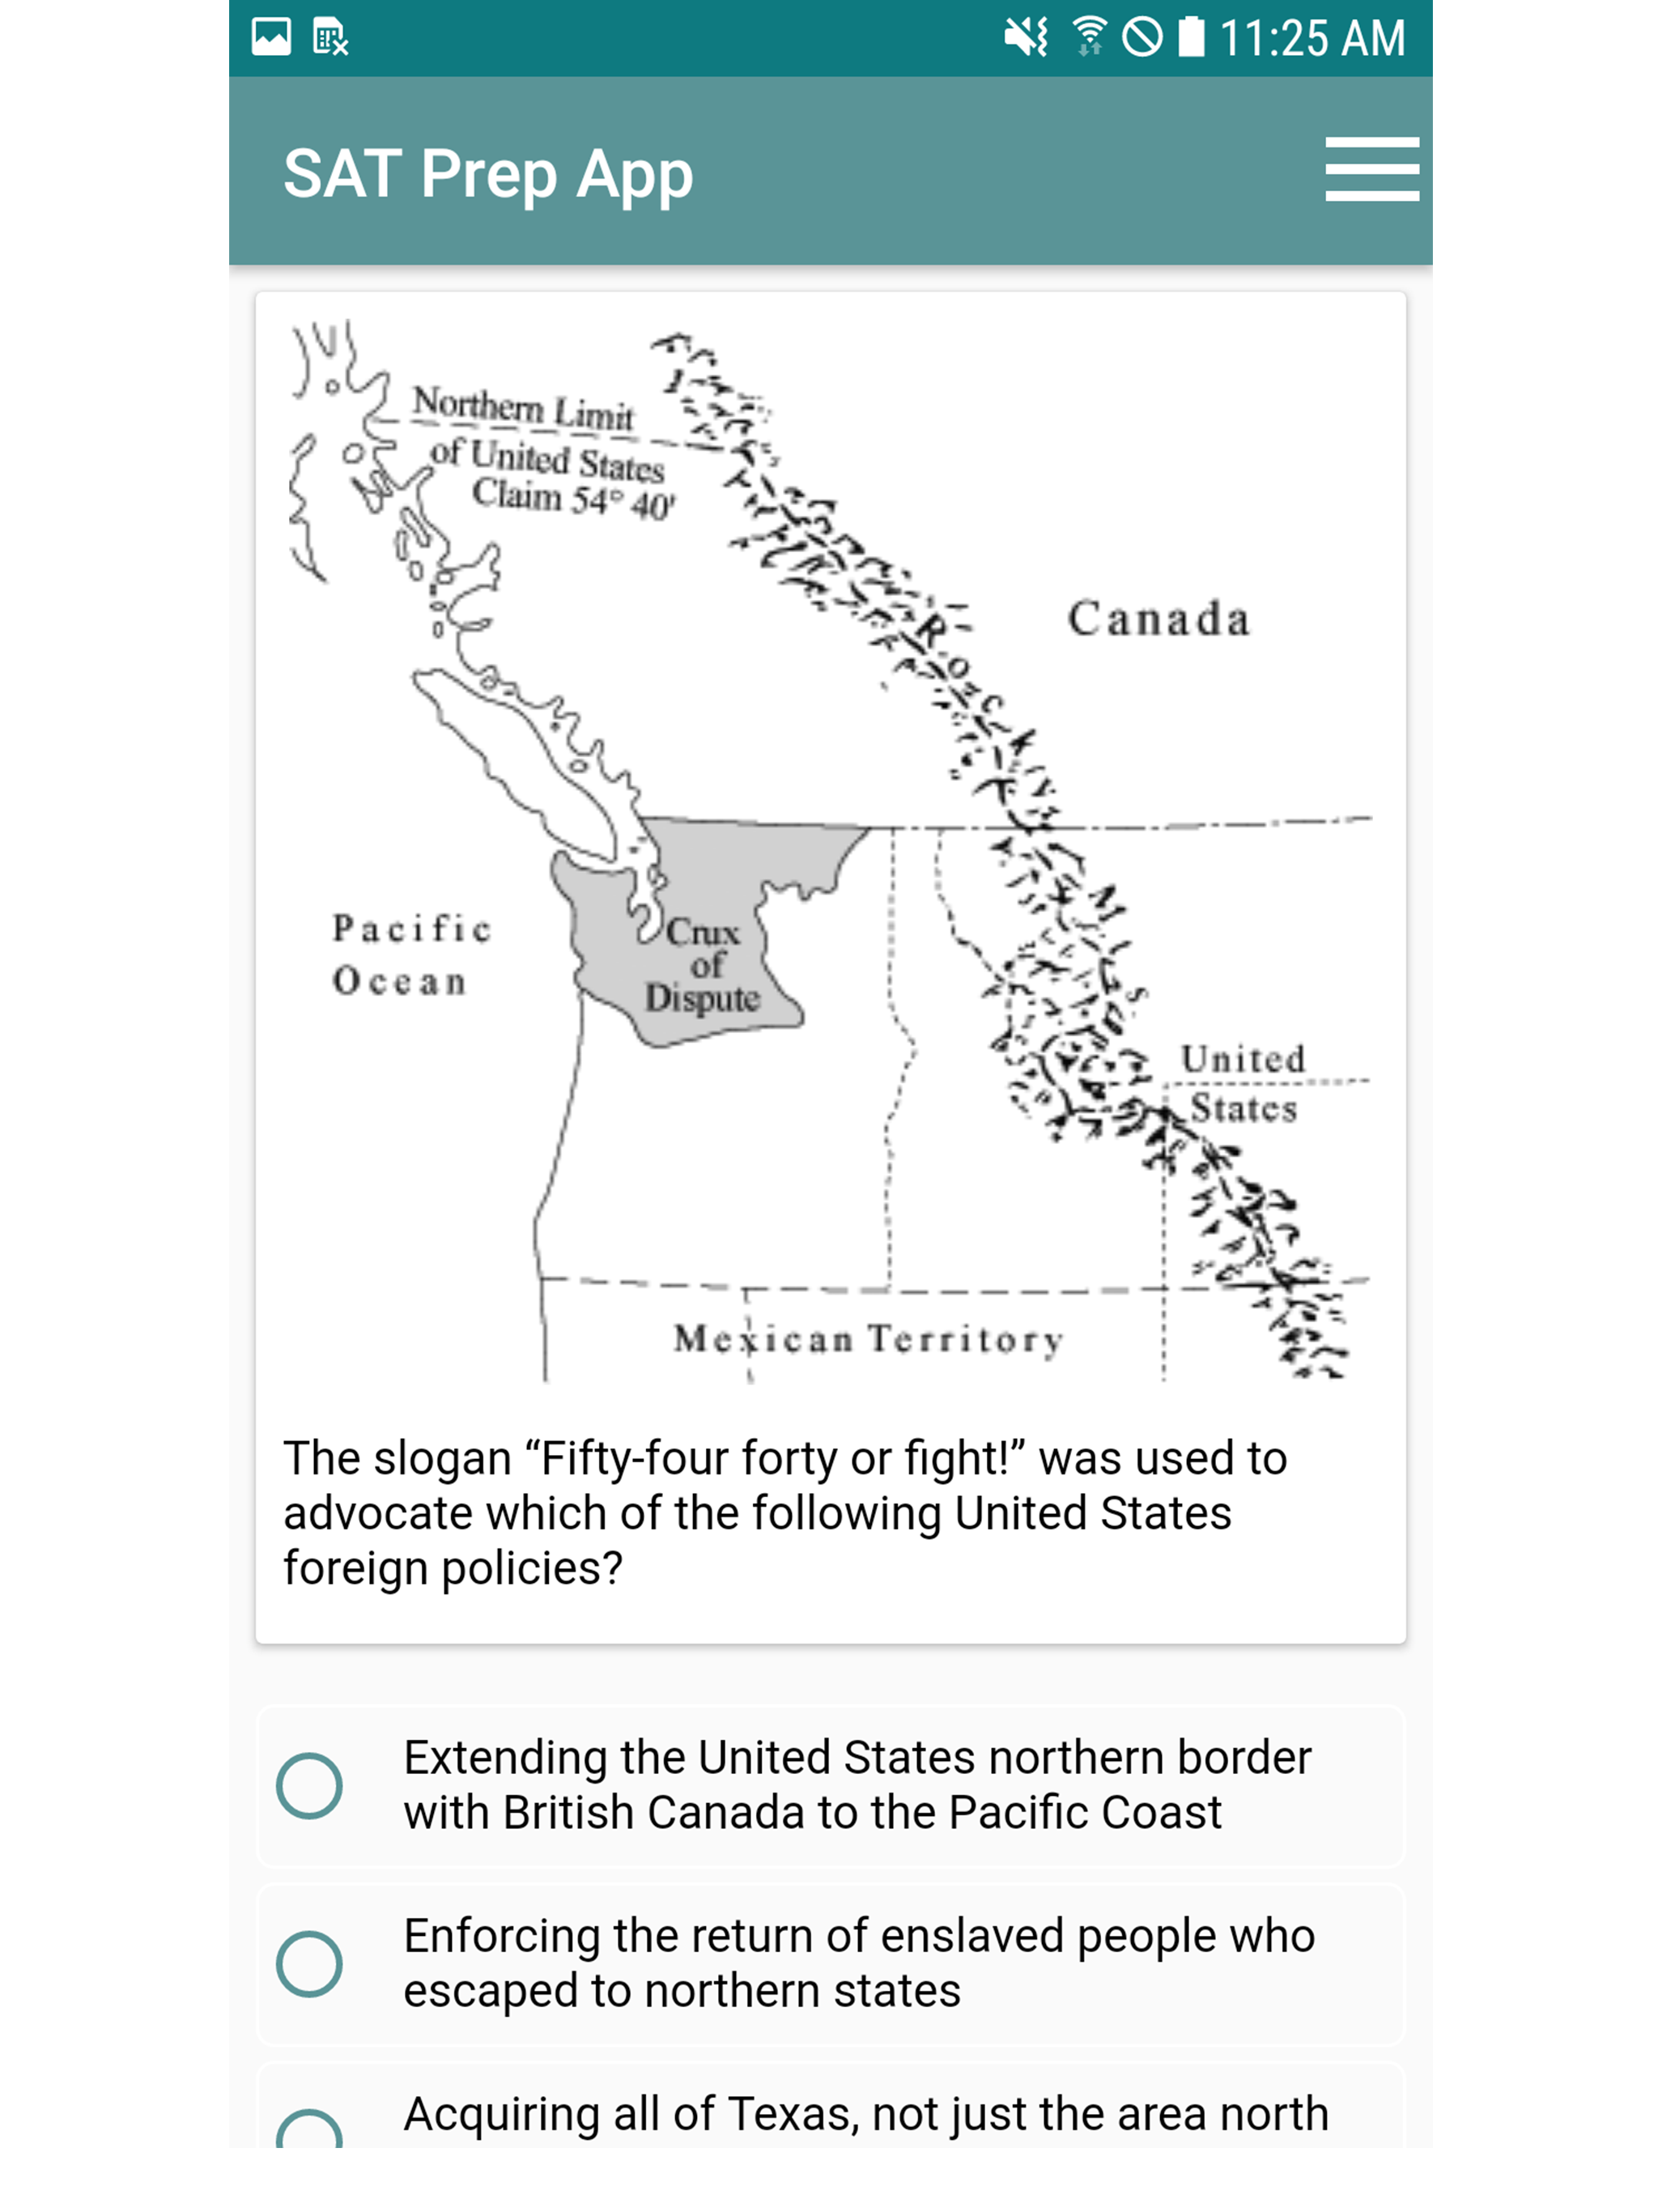 11:25 AM
SAT Prep App
Northern Limit
of United States
Claim 54° 40'
Canada
Rocky
Mts
Pacific
Ocean
Crux
of
Dispute
United
States
Mexican Territory
The slogan “Fifty-four forty or fight!” was used to
advocate which of the following United States
foreign policies?
Extending the United States northern border
with British Canada to the Pacific Coast
Enforcing the return of enslaved people who
escaped to northern states
Acquiring all of Texas, not just the area north